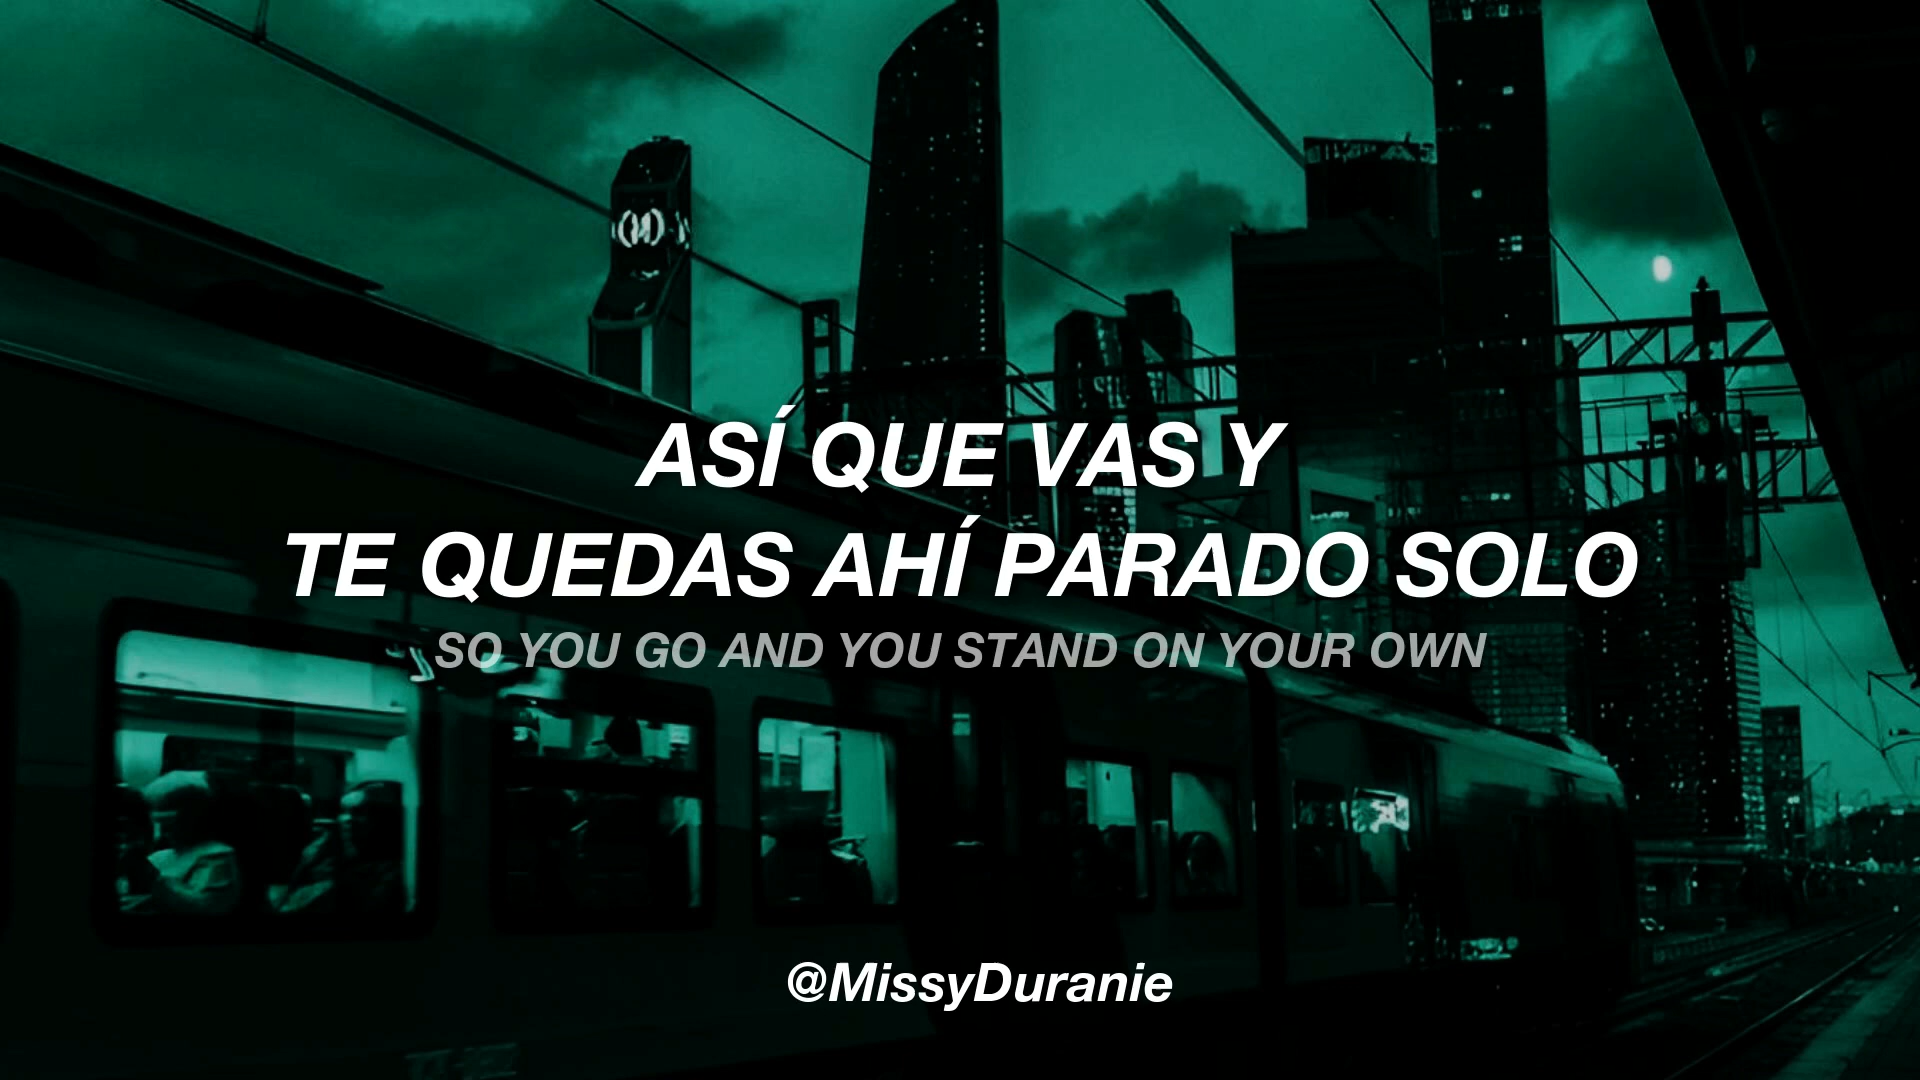 ASÍ QUE VAS Y
TE QUEDAS AHÍ PARADO SOLO
SO YOU GO AND YOU STAND ON YOUR OWN
@MissyDuranie